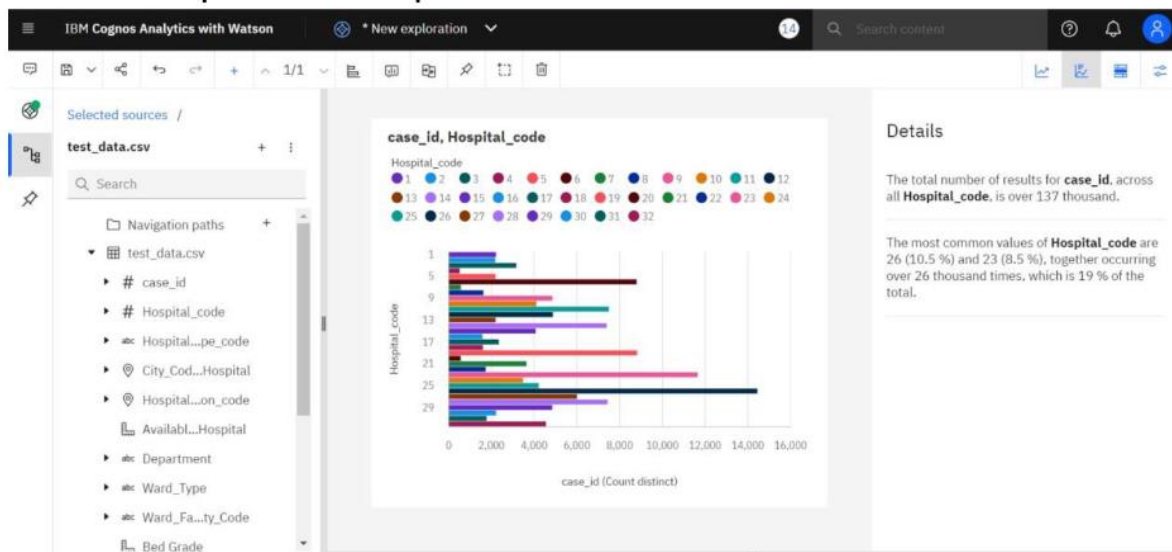 IBM Cognos Analytics with Watson
* New exploration
14
Search content
1/1
Selected sources /
test_data.csv
Search
Navigation paths
test_data.csv
# case_id
# Hospital_code
abc Hospital...pe_code
City_Cod...Hospital
Hospital...on_code
Availabl...Hospital
abc Department
abc Ward_Type
abc Ward_Fa...ty_Code
Bed Grade
case_id, Hospital_code
Hospital_code
1 2 3 4 5 6 7 8 9 10 11 12
13 14 15 16 17 18 19 20 21 22 23 24
25 26 27 28 29 30 31 32
Hospital_code
1
5
9
13
17
21
25
29
0 2,000 4,000 6,000 8,000 10,000 12,000 14,000 16,000
case_id (Count distinct)
Details
The total number of results for case_id, across
all Hospital_code, is over 137 thousand.
The most common values of Hospital_code are
26 (10.5 %) and 23 (8.5 %), together occurring
over 26 thousand times, which is 19 % of the
total.